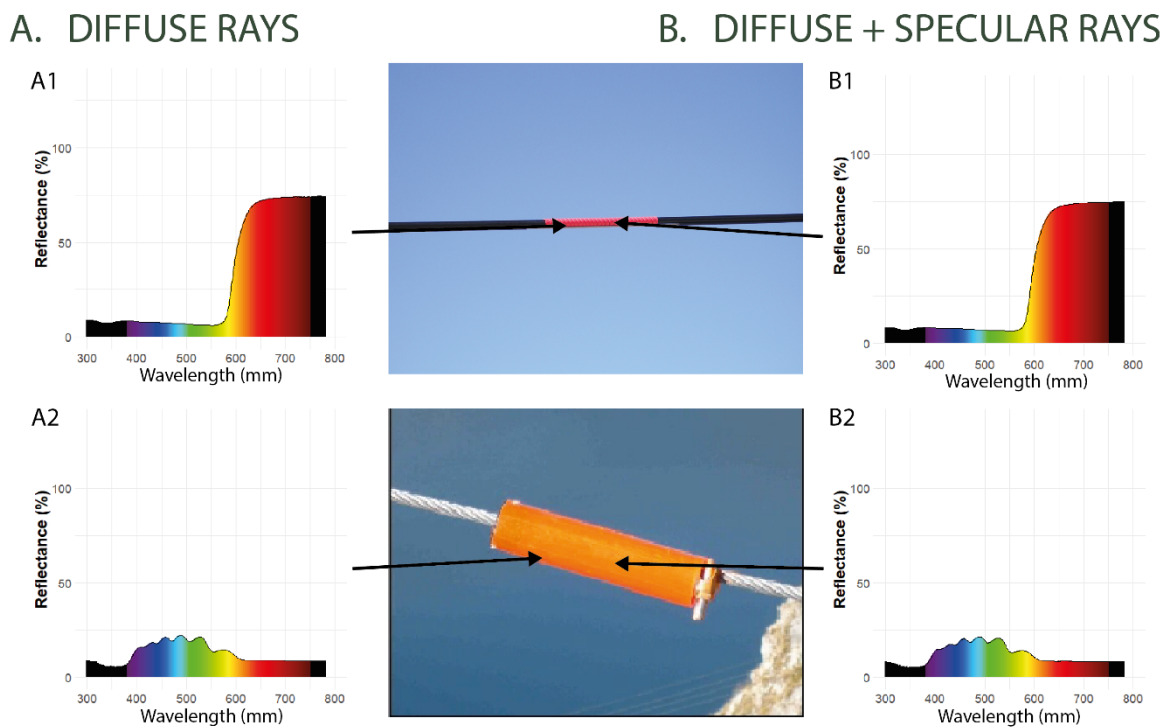 A. DIFFUSE RAYS
B. DIFFUSE + SPECULAR RAYS
A1
Reflectance (%)
100
50
0
300 400 500 600 700 800
Wavelength (mm)
B1
Reflectance (%)
100
50
0
300 400 500 600 700 800
Wavelength (mm)
A2
Reflectance (%)
100
50
0
300 400 500 600 700 800
Wavelength (mm)
B2
Reflectance (%)
100
50
0
300 400 500 600 700 800
Wavelength (mm)